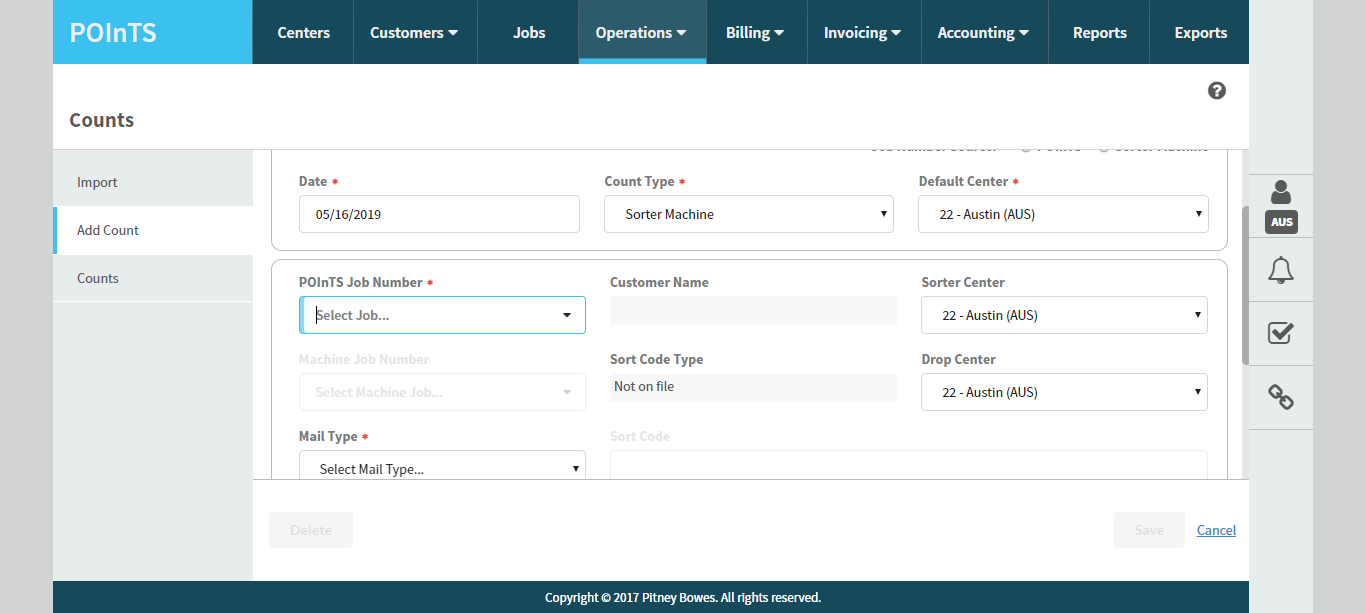 POInTS
Centers
Customers
Jobs
Operations
Billing
Invoicing
Accounting
Reports
Exports
Counts
Import
Add Count
Counts
Date *
Count Type *
Default Center *
05/16/2019
Sorter Machine
22 - Austin (AUS)
POInTS Job Number *
Customer Name
Sorter Center
Select Job...
22 - Austin (AUS)
Machine Job Number
Sort Code Type
Drop Center
Select Machine Job...
Not on file
22 - Austin (AUS)
Mail Type *
Sort Code
Select Mail Type...
Delete
Save
Cancel
AUS
Copyright © 2017 Pitney Bowes. All rights reserved.